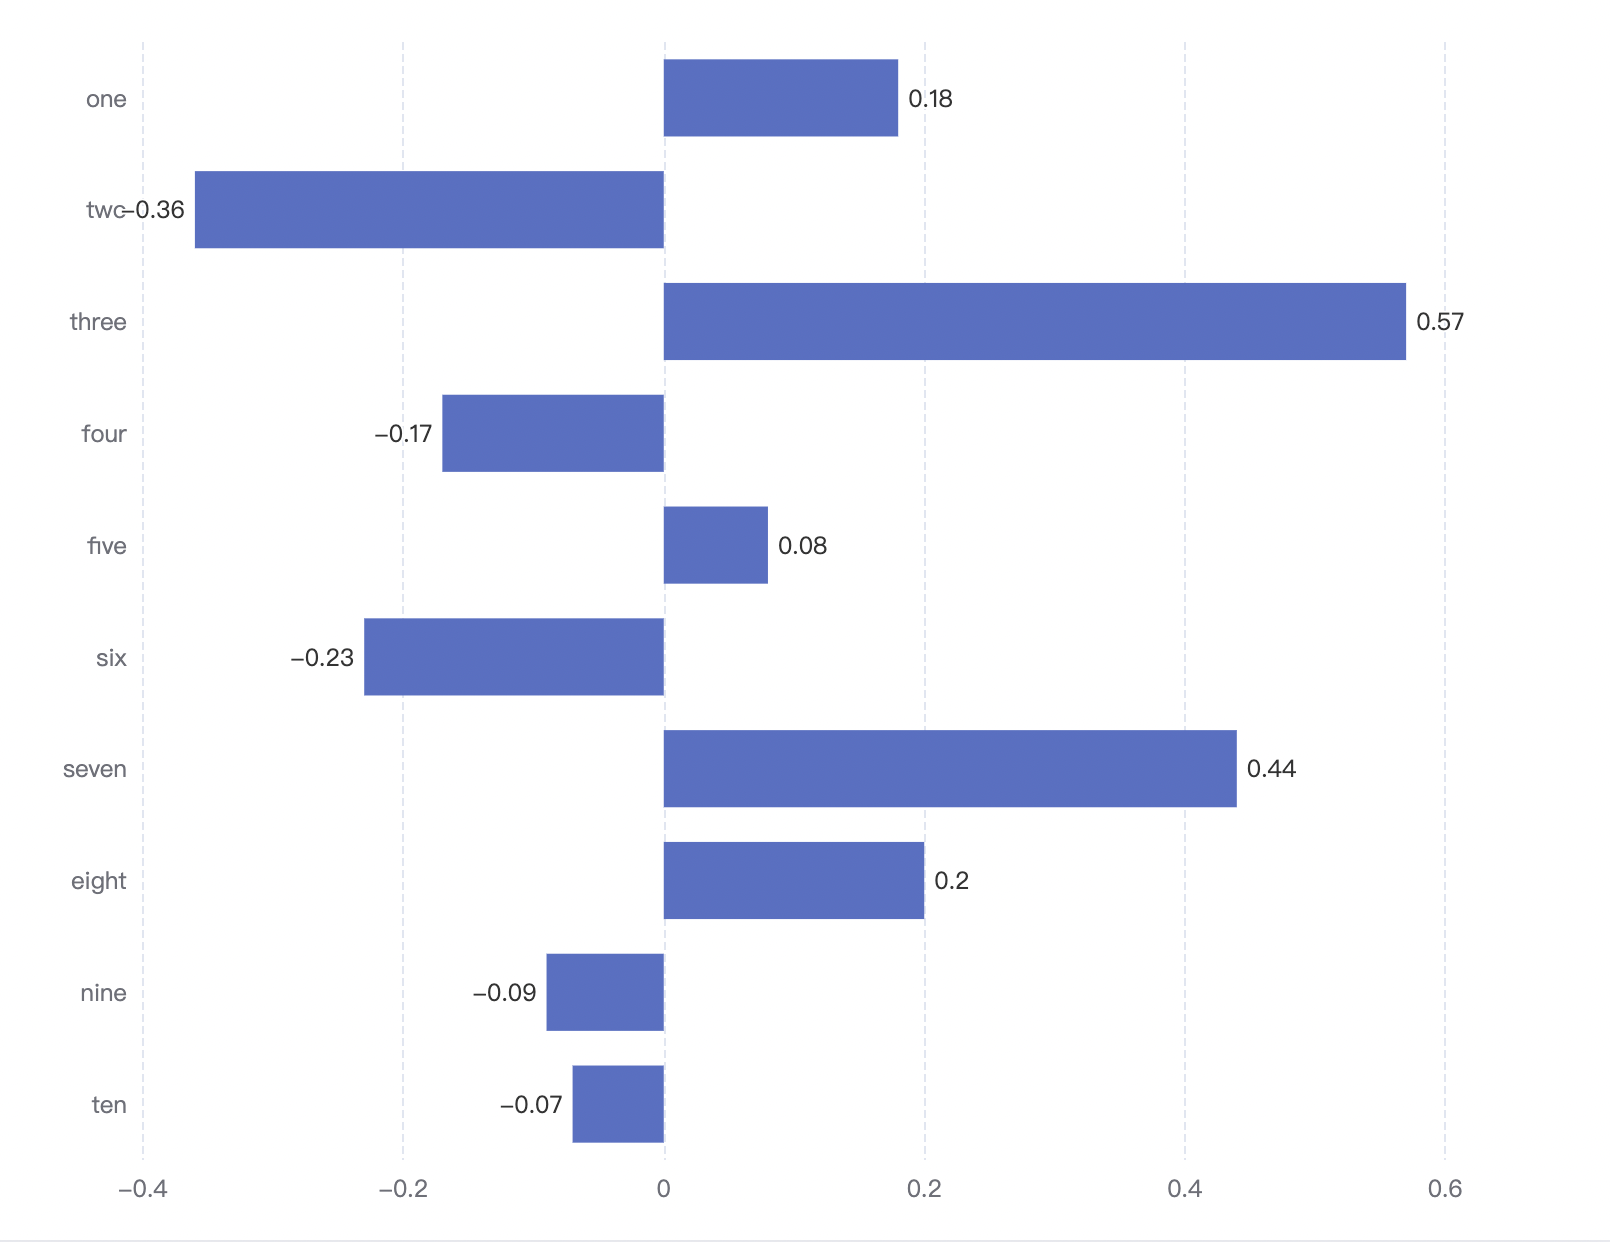 one 0.18
two −0.36
three 0.57
four −0.17
five 0.08
six −0.23
seven 0.44
eight 0.2
nine −0.09
ten −0.07
−0.4 −0.2 0 0.2 0.4 0.6